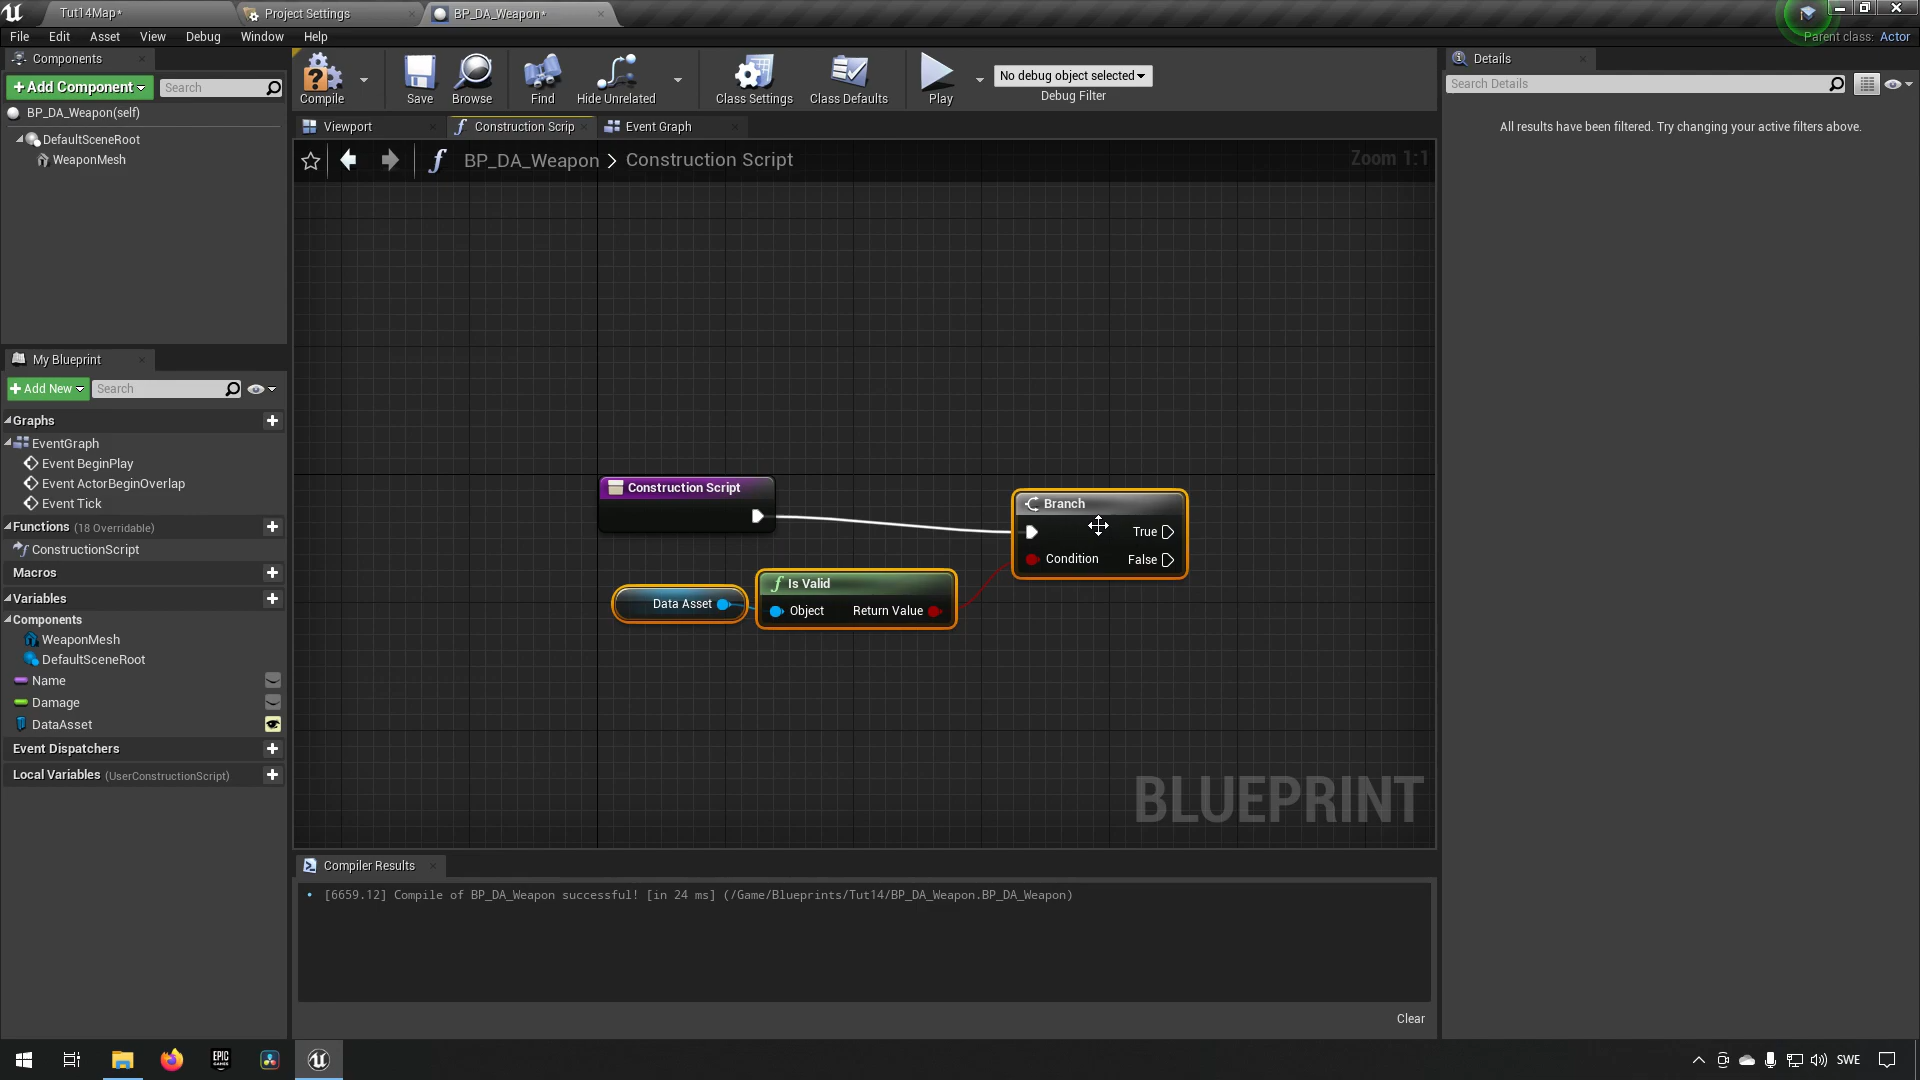 Tut14Map*
Project Settings
BP_DA_Weapon*
File Edit Asset View Debug Window Help
Parent class: Actor
Components
+ Add Component
Search
BP_DA_Weapon(self)
DefaultSceneRoot
WeaponMesh
Compile
Save
Browse
Find
Hide Unrelated
Class Settings
Class Defaults
Play
No debug object selected
Debug Filter
Details
Search Details
All results have been filtered. Try changing your active filters above.
Viewport
Construction Scrip
Event Graph
BP_DA_Weapon > Construction Script
Zoom 1:1
My Blueprint
+ Add New
Search
Graphs
EventGraph
Event BeginPlay
Event ActorBeginOverlap
Event Tick
Functions (18 Overridable)
ConstructionScript
Macros
Variables
Components
WeaponMesh
DefaultSceneRoot
Name
Damage
DataAsset
Event Dispatchers
Local Variables (UserConstructionScript)
Construction Script
Branch
True
Condition
False
Data Asset
Is Valid
Object
Return Value
BLUEPRINT
Compiler Results
[6659.12] Compile of BP_DA_Weapon successful! [in 24 ms] (/Game/Blueprints/Tut14/BP_DA_Weapon.BP_DA_Weapon)
Clear
EPIC
GAMES
SWE